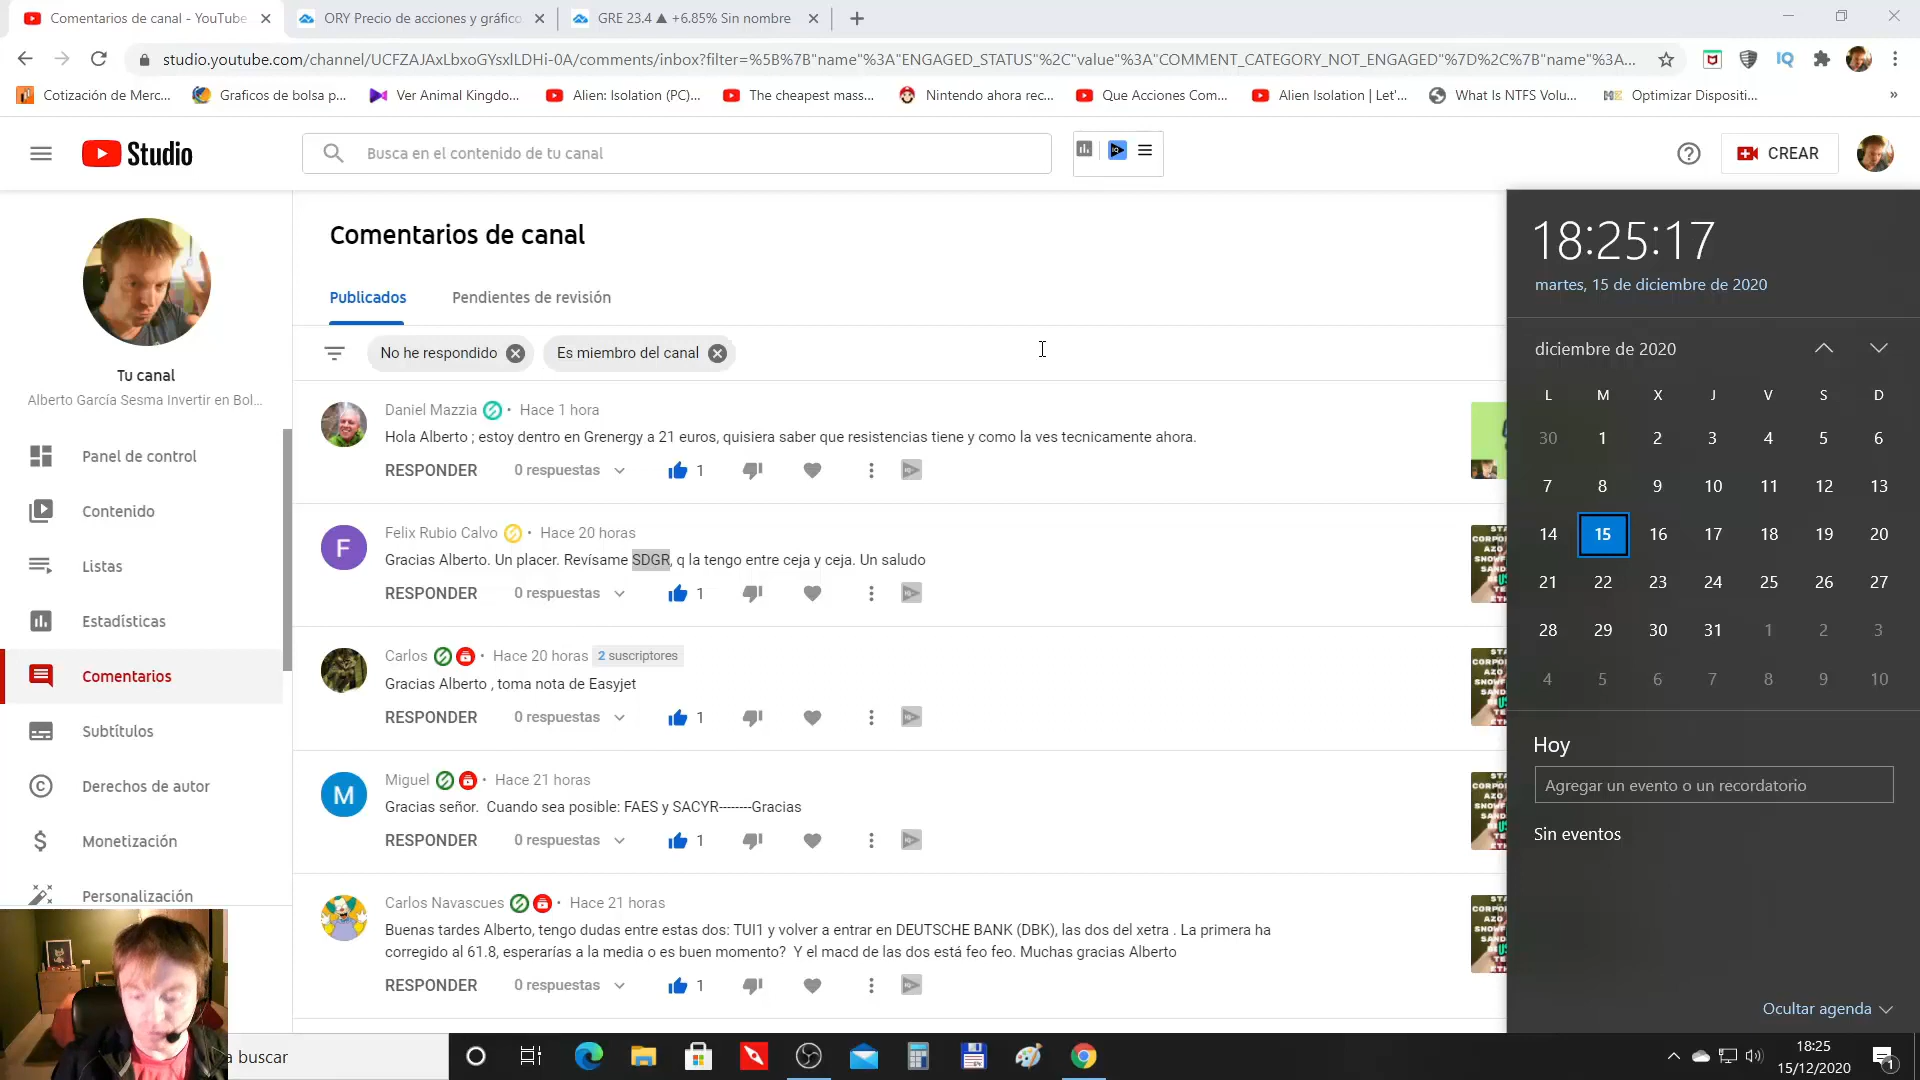 Comentarios de canal - YouTube
ORY Precio de acciones y gráfico
GRE 23.4 ▲ +6.85% Sin nombre
studio.youtube.com/channel/UCFZAJAxLbxoGYsxlLDHi-0A/comments/inbox?filter=%5B%7B"name"%3A"ENGAGED_STATUS"%2C"value"%3A"COMMENT_CATEGORY_NOT_ENGAGED"%7D%2C%7B"name"%3A...
IQ
Cotización de Merc...
Graficos de bolsa p...
Ver Animal Kingdo...
Alien: Isolation (PC)...
The cheapest mass...
Nintendo ahora rec...
Que Acciones Com...
Alien Isolation | Let'...
What Is NTFS Volu...
Optimizar Dispositi...
»
Studio
Busca en el contenido de tu canal
CREAR
Tu canal
Alberto García Sesma Invertir en Bol...
Panel de control
Contenido
Listas
Estadísticas
Comentarios
Subtítulos
Derechos de autor
Monetización
Personalización
Comentarios de canal
Publicados
Pendientes de revisión
No he respondido
Es miembro del canal
Daniel Mazzia • Hace 1 hora
Hola Alberto ; estoy dentro en Grenergy a 21 euros, quisiera saber que resistencias tiene y como la ves tecnicamente ahora.
RESPONDER 0 respuestas 1
F
Felix Rubio Calvo • Hace 20 horas
Gracias Alberto. Un placer. Revísame SDGR, q la tengo entre ceja y ceja. Un saludo
RESPONDER 0 respuestas 1
Carlos • Hace 20 horas 2 suscriptores
Gracias Alberto , toma nota de Easyjet
RESPONDER 0 respuestas 1
M
Miguel • Hace 21 horas
Gracias señor. Cuando sea posible: FAES y SACYR--------Gracias
RESPONDER 0 respuestas 1
Carlos Navascues • Hace 21 horas
Buenas tardes Alberto, tengo dudas entre estas dos: TUI1 y volver a entrar en DEUTSCHE BANK (DBK), las dos del xetra . La primera ha
corregido al 61.8, esperarías a la media o es buen momento? Y el macd de las dos está feo feo. Muchas gracias Alberto
RESPONDER 0 respuestas 1
18:25:17
martes, 15 de diciembre de 2020
diciembre de 2020
L M X J V S D
30 1 2 3 4 5 6
7 8 9 10 11 12 13
14 15 16 17 18 19 20
21 22 23 24 25 26 27
28 29 30 31 1 2 3
4 5 6 7 8 9 10
Hoy
Agregar un evento o un recordatorio
Sin eventos
Ocultar agenda
a buscar
18:25
15/12/2020
1